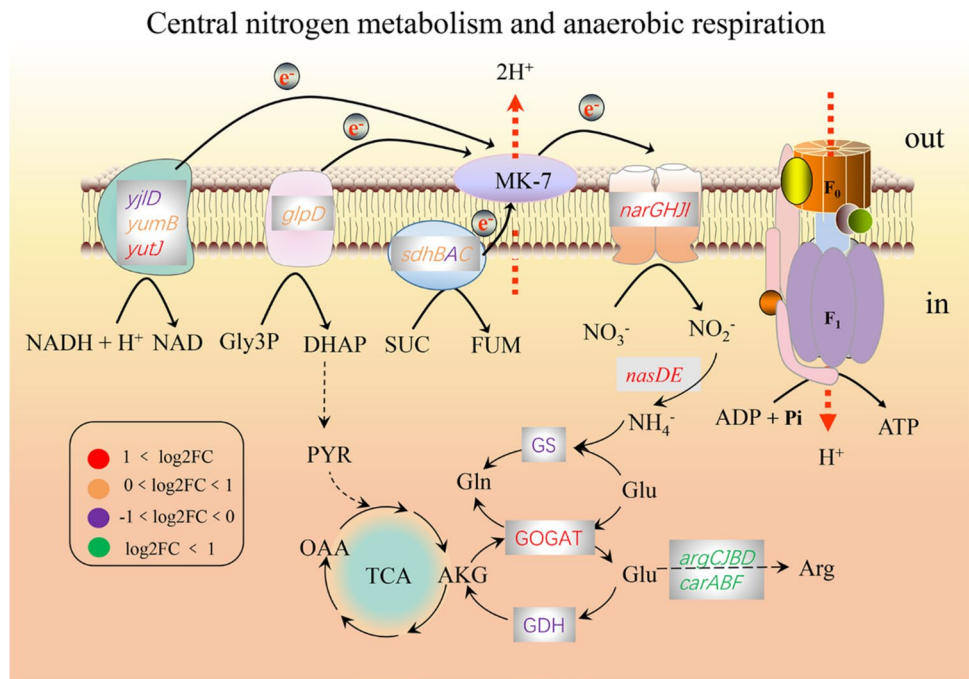 Central nitrogen metabolism and anaerobic respiration
2H⁺
e⁻
e⁻
e⁻
out
MK-7
F₀
yjlD
yumB
yutJ
glpD
narGHJI
e⁻
sdhBAC
in
F₁
NADH + H⁺ NAD
Gly3P
DHAP
SUC
FUM
NO₃⁻
NO₂⁻
nasDE
ADP + Pi
ATP
NH₄⁻
H⁺
1 < log2FC
0 < log2FC < 1
-1 < log2FC < 0
log2FC < 1
PYR
GS
Gln
Glu
GOGAT
OAA
TCA
AKG
Glu
argCJBD
carABF
Arg
GDH